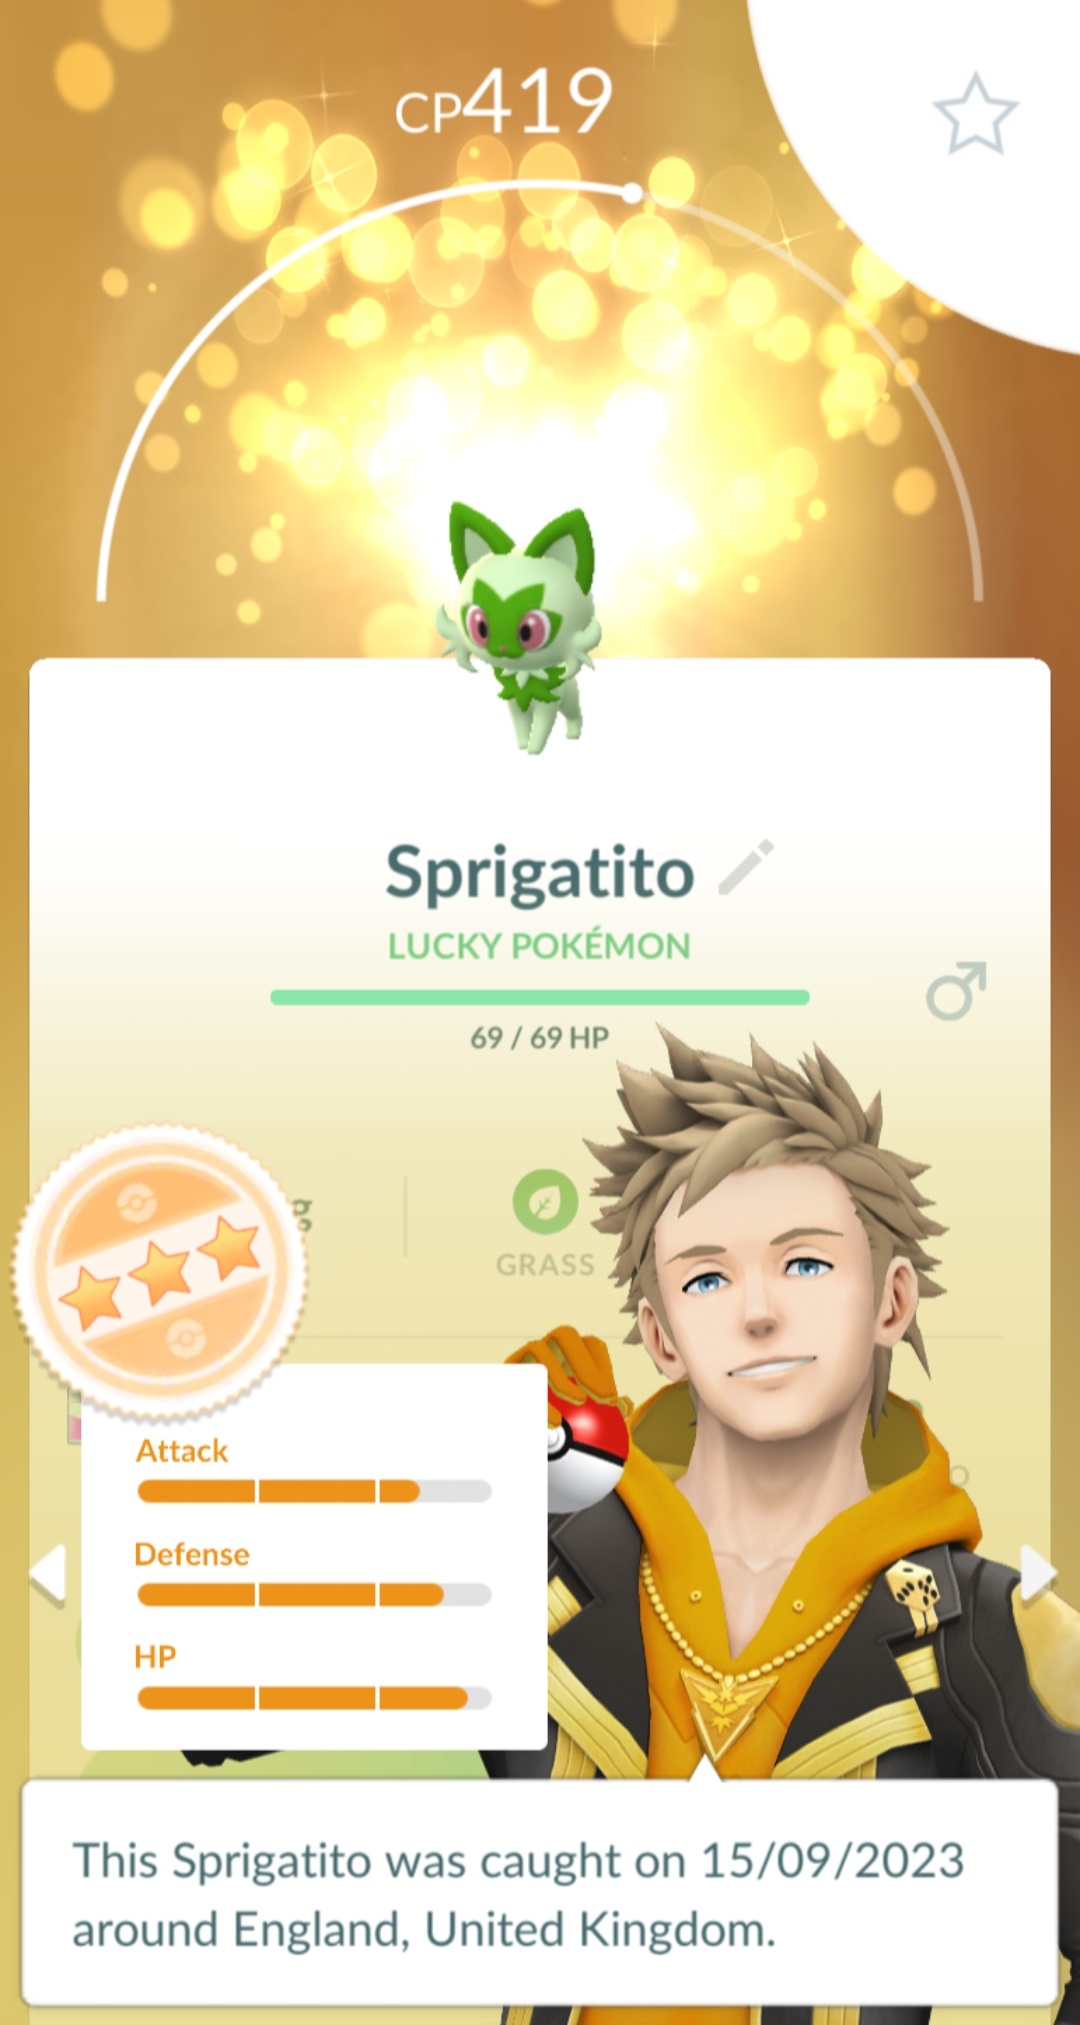 CP419
Sprigatito
LUCKY POKÉMON
69 / 69 HP
GRASS
Attack
Defense
HP
This Sprigatito was caught on 15/09/2023
around England, United Kingdom.